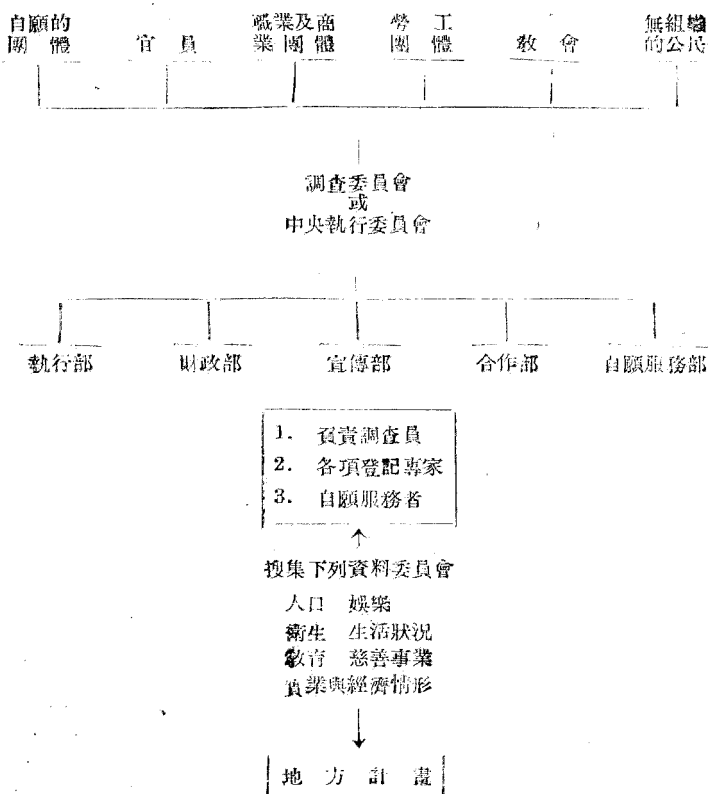 自願的團體
官員
職業及商業團體
勞工團體
教會
無組織的公民
調查委員會
或
中央執行委員會
執行部
財政部
宣傳部
合作部
自願服務部
1. 負責調查員
2. 各項登記專家
3. 自願服務者
搜集下列資料委員會
人口 娛樂
衛生 生活狀況
教育 慈善事業
業與經濟情形
地方計畫